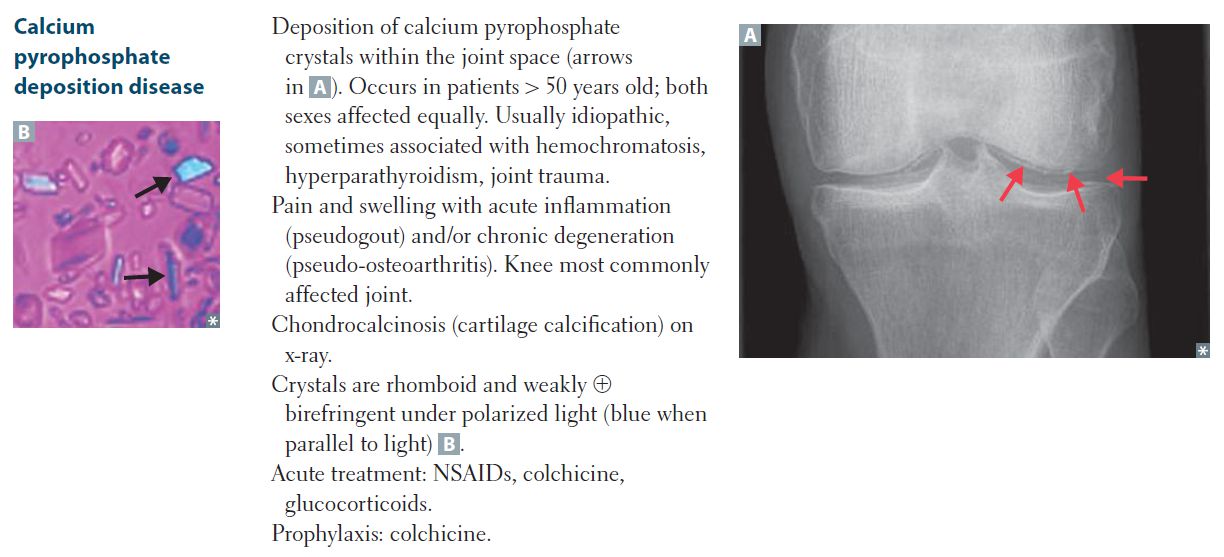 Calcium
pyrophosphate
deposition disease
B
*
Deposition of calcium pyrophosphate
crystals within the joint space (arrows
in A). Occurs in patients > 50 years old; both
sexes affected equally. Usually idiopathic,
sometimes associated with hemochromatosis,
hyperparathyroidism, joint trauma.
Pain and swelling with acute inflammation
(pseudogout) and/or chronic degeneration
(pseudo-osteoarthritis). Knee most commonly
affected joint.
Chondrocalcinosis (cartilage calcification) on
x-ray.
Crystals are rhomboid and weakly ⊕
birefringent under polarized light (blue when
parallel to light) B.
Acute treatment: NSAIDs, colchicine,
glucocorticoids.
Prophylaxis: colchicine.
A
*